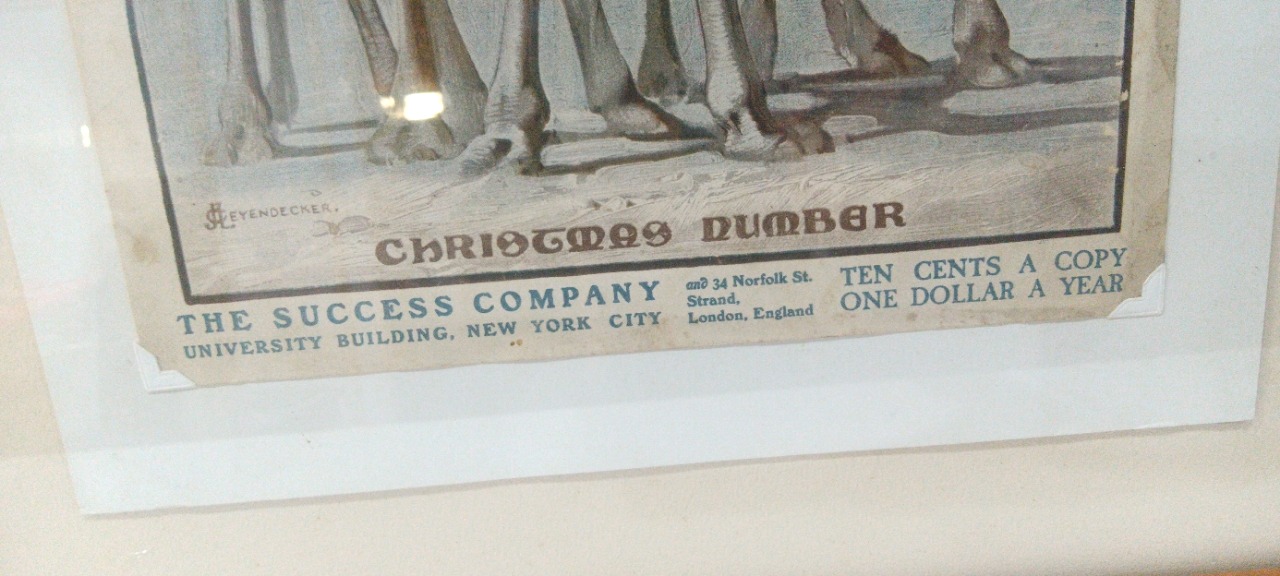 JCLEYENDECKER.
CHRISTMAS NUMBER
THE SUCCESS COMPANY
UNIVERSITY BUILDING, NEW YORK CITY
and 34 Norfolk St.
Strand,
London, England
TEN CENTS A COPY
ONE DOLLAR A YEAR